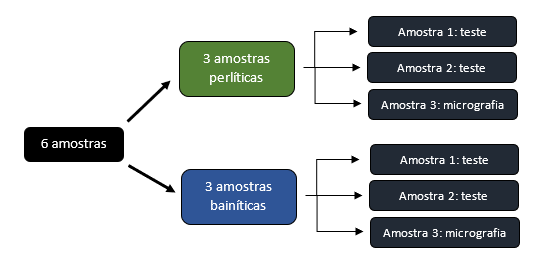 6 amostras
3 amostras
perlíticas
Amostra 1: teste
Amostra 2: teste
Amostra 3: micrografia
3 amostras
bainíticas
Amostra 1: teste
Amostra 2: teste
Amostra 3: micrografia